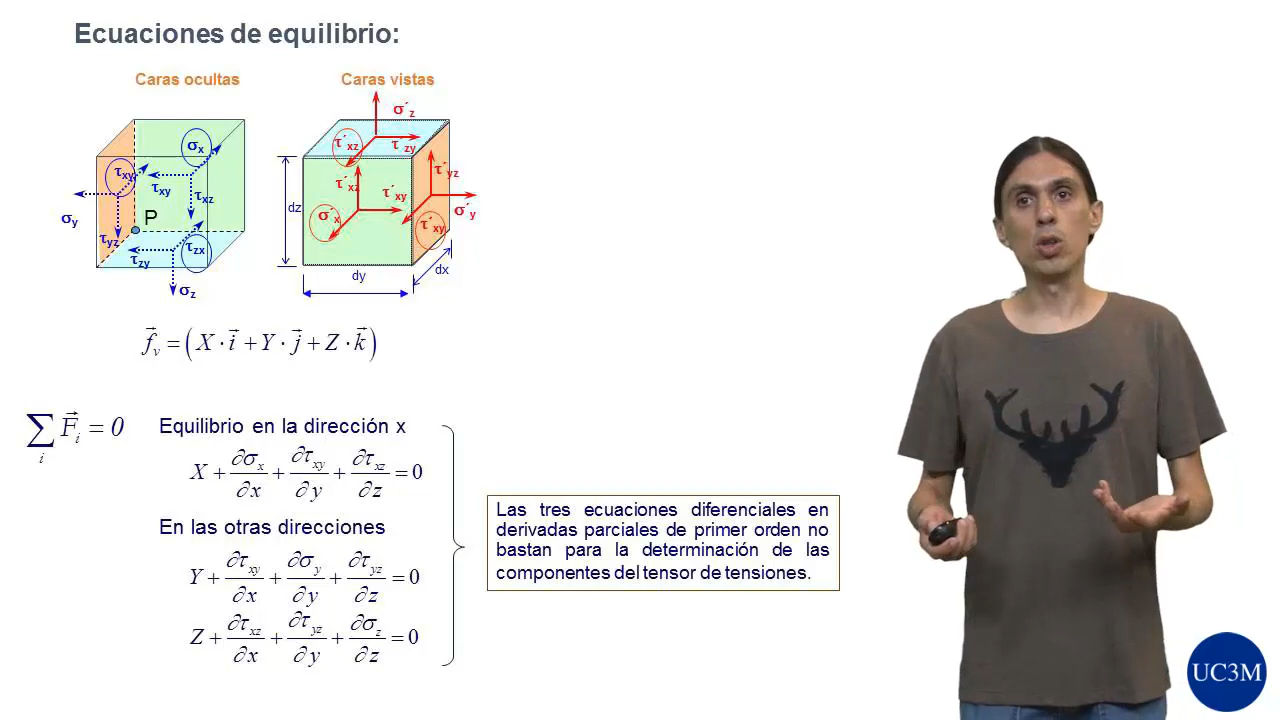 Ecuaciones de equilibrio:
Caras ocultas
Caras vistas
σ´z
σx
τ´xz
τ´zy
τxy
τxy
τxz
τ´xz
τ´xy
τ´yz
σy
P
dz
σ´x
σ´y
τ´xy
τyz
τzx
τzy
σz
dy
dx
f⃗v = ( X · i⃗ + Y · j⃗ + Z · k⃗ )
∑i F⃗i = 0
Equilibrio en la dirección x
X + ∂σx/∂x + ∂τxy/∂y + ∂τxz/∂z = 0
En las otras direcciones
Y + ∂τxy/∂x + ∂σy/∂y + ∂τyz/∂z = 0
Z + ∂τxz/∂x + ∂τyz/∂y + ∂σz/∂z = 0
Las tres ecuaciones diferenciales en
derivadas parciales de primer orden no
bastan para la determinación de las
componentes del tensor de tensiones.
UC3M